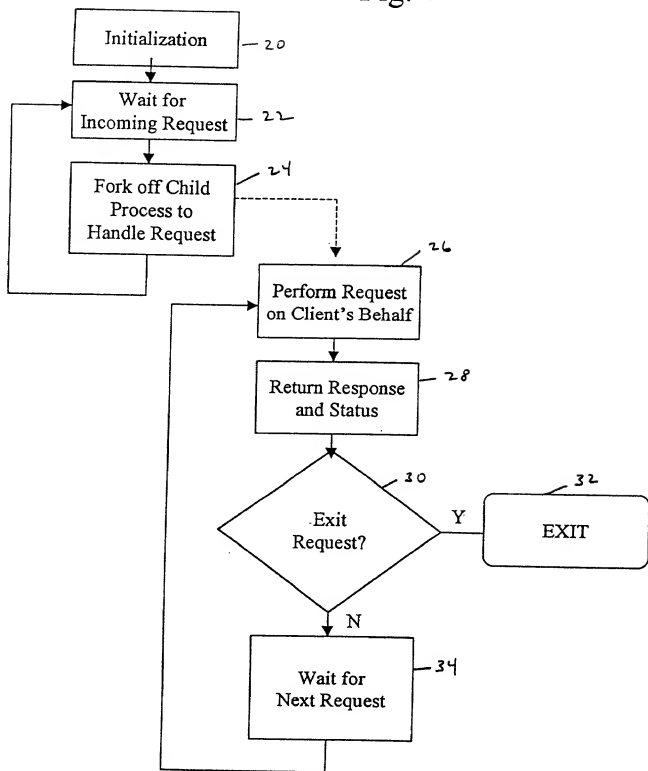 Fig.
Initialization
20
Wait for
Incoming Request
22
24
Fork off Child
Process to
Handle Request
26
Perform Request
on Client's Behalf
28
Return Response
and Status
30
Exit
Request?
Y
32
EXIT
N
34
Wait for
Next Request